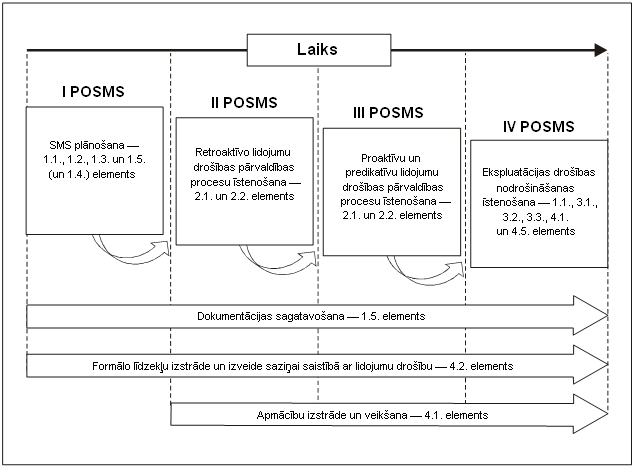 Laiks
I POSMS
SMS plānošana —
1.1., 1.2., 1.3. un 1.5.
(un 1.4.) elements
II POSMS
Retroaktīvo lidojumu
drošības pārvaldības
procesu īstenošana —
2.1. un 2.2. elements
III POSMS
Proaktīvu un
predikatīvu lidojumu
drošības pārvaldības
procesu īstenošana —
2.1. un 2.2. elements
IV POSMS
Ekspluatācijas drošības
nodrošināšanas
īstenošana — 1.1., 3.1.,
3.2., 3.3., 4.1.
un 4.5. elements
Dokumentācijas sagatavošana — 1.5. elements
Formālo līdzekļu izstrāde un izveide saziņai saistībā ar lidojumu drošību — 4.2. elements
Apmācību izstrāde un veikšana — 4.1. elements